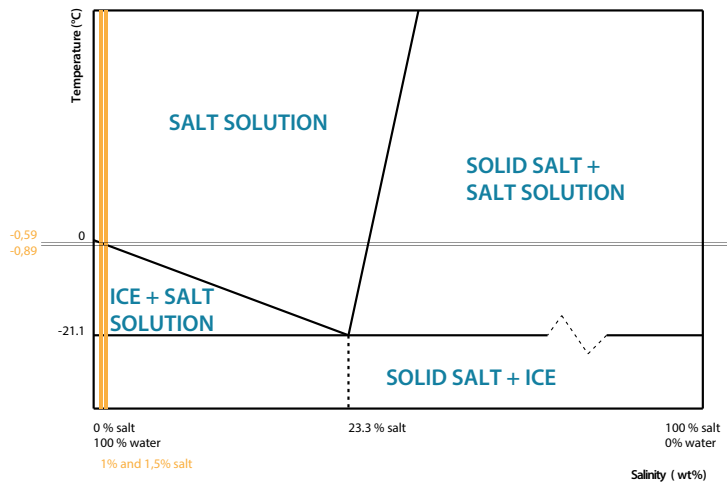 Temperature (°C)
SALT SOLUTION
SOLID SALT +
SALT SOLUTION
-0,59
0
-0,89
ICE + SALT
SOLUTION
-21.1
SOLID SALT + ICE
0 % salt
100 % water
23.3 % salt
100 % salt
0% water
1% and 1,5% salt
Salinity ( wt%)